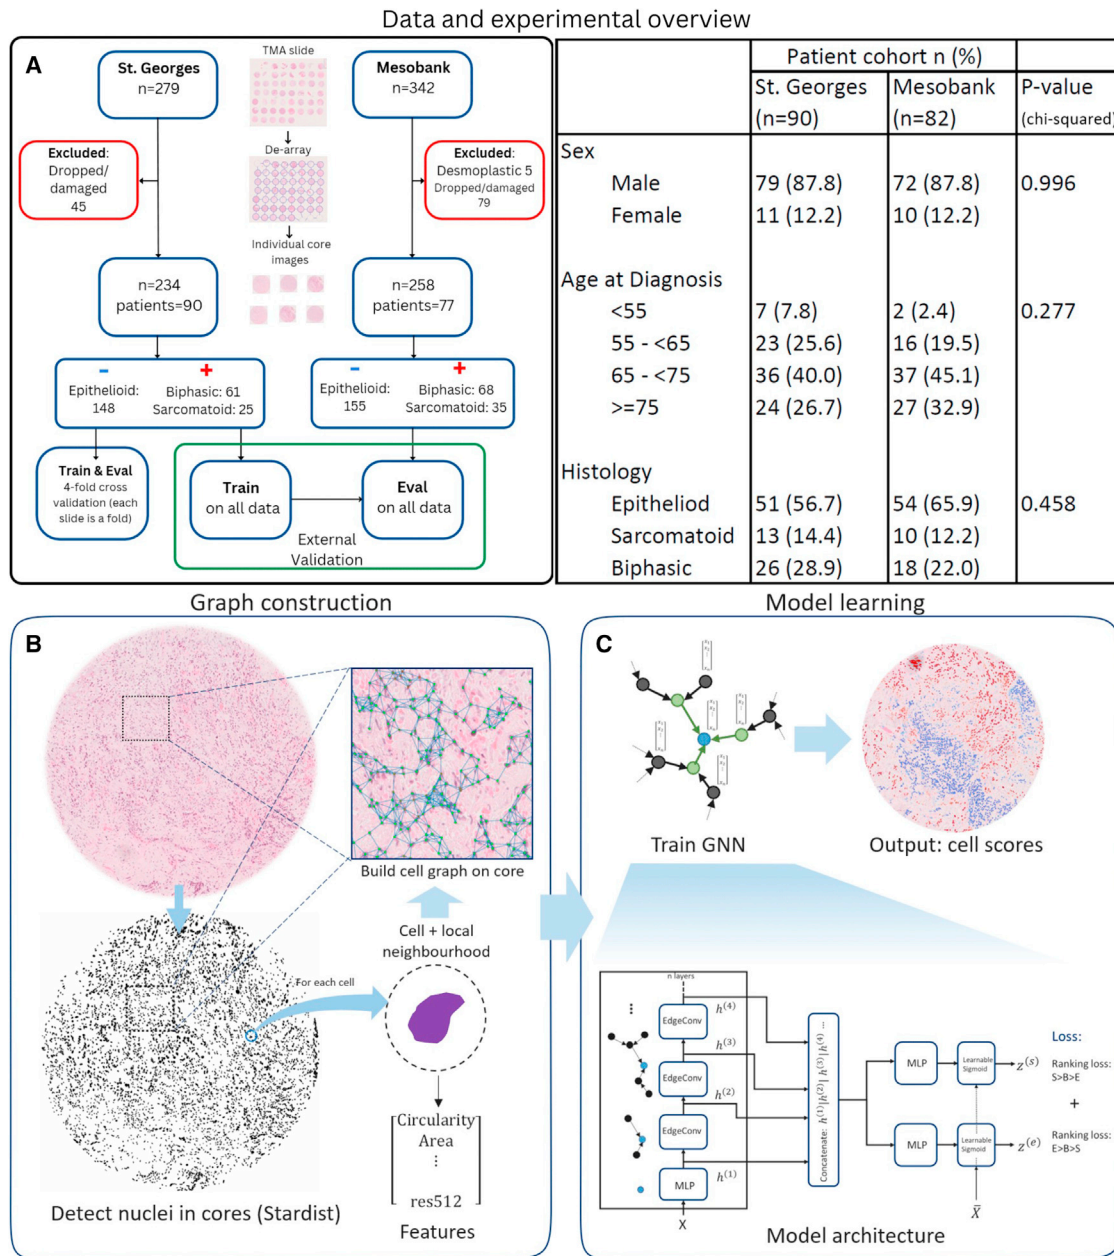 Data and experimental overview
A
St. Georges
n=279
TMA slide
Mesobank
n=342
Excluded:
Dropped/
damaged
45
De-array
Excluded:
Desmoplastic 5
Dropped/damaged
79
Individual core
images
n=234
patients=90
n=258
patients=77
-
+
Epithelioid:
148
Biphasic: 61
Sarcomatoid: 25
-
+
Epithelioid:
155
Biphasic: 68
Sarcomatoid: 35
Train & Eval
4-fold cross
validation (each
slide is a fold)
Train
on all data
Eval
on all data
External
Validation
Patient cohort n (%)
St. Georges
(n=90)
Mesobank
(n=82)
P-value
(chi-squared)
Sex
Male 79 (87.8) 72 (87.8) 0.996
Female 11 (12.2) 10 (12.2)
Age at Diagnosis
<55 7 (7.8) 2 (2.4) 0.277
55 - <65 23 (25.6) 16 (19.5)
65 - <75 36 (40.0) 37 (45.1)
>=75 24 (26.7) 27 (32.9)
Histology
Epitheliod 51 (56.7) 54 (65.9) 0.458
Sarcomatoid 13 (14.4) 10 (12.2)
Biphasic 26 (28.9) 18 (22.0)
Graph construction
B
Build cell graph on core
Cell + local
neighbourhood
For each cell
Circularity
Area
⋮
res512
Features
Detect nuclei in cores (Stardist)
Model learning
C
Train GNN
Output: cell scores
n layers
EdgeConv
h^(4)
h^(3)
EdgeConv
h^(2)
EdgeConv
h^(1)
MLP
X
Concatenate: h^(1)|h^(2)| h^(3)|h^(4) ...
MLP
Learnable
Sigmoid
z^(s)
MLP
Learnable
Sigmoid
z^(e)
X̄
Loss:
Ranking loss:
S>B>E
+
Ranking loss:
E>B>S
Model architecture